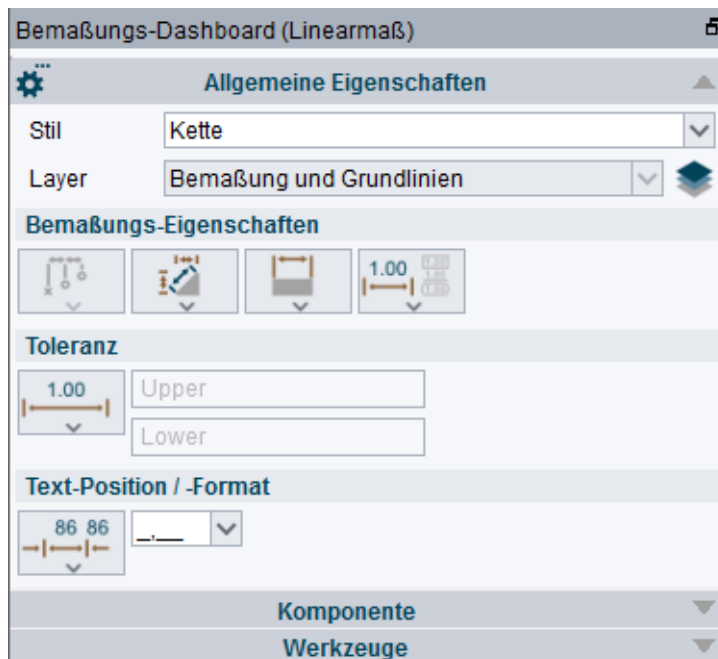 Bemaßungs-Dashboard (Linearmaß)
Allgemeine Eigenschaften
Stil Kette
Layer Bemaßung und Grundlinien
Bemaßungs-Eigenschaften
1.00
Toleranz
1.00 Upper
Lower
Text-Position / -Format
86 86 _,__
Komponente
Werkzeuge